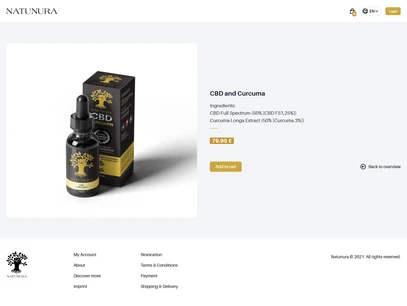 NATUNURA
EN
Login
CBD
CBD and Curcuma
Ingredients
CBD Full Spectrum (50% (CBD F51,26%))
Curcuma Longa Extract (50% (Curcuma 3%)
79.90 €
Add to cart
Back to overview
My Account
Revocation
Natunura © 2021. All rights reserved.
About
Terms & Conditions
Discover more
Payment
NATUNURA
Imprint
Shipping & Delivery